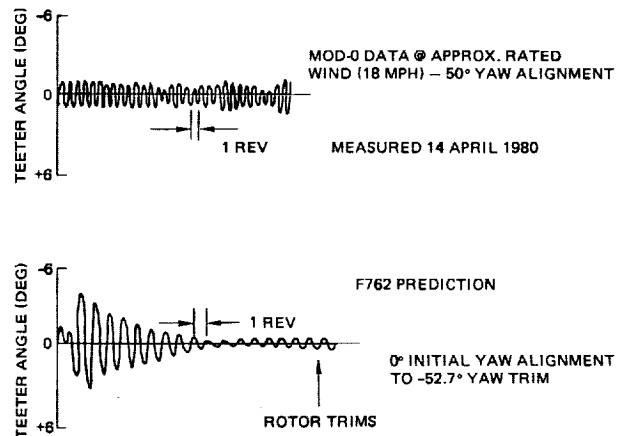 TEETER ANGLE (DEG)
-6
0
+6
MOD-0 DATA @ APPROX. RATED
WIND (18 MPH) – 50° YAW ALIGNMENT
1 REV
MEASURED 14 APRIL 1980
TEETER ANGLE (DEG)
-6
0
+6
F762 PREDICTION
1 REV
0° INITIAL YAW ALIGNMENT
TO -52.7° YAW TRIM
ROTOR TRIMS